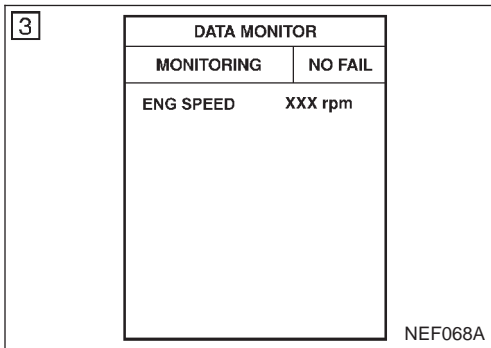 3
DATA MONITOR
MONITORING NO FAIL
ENG SPEED XXX rpm
NEF068A